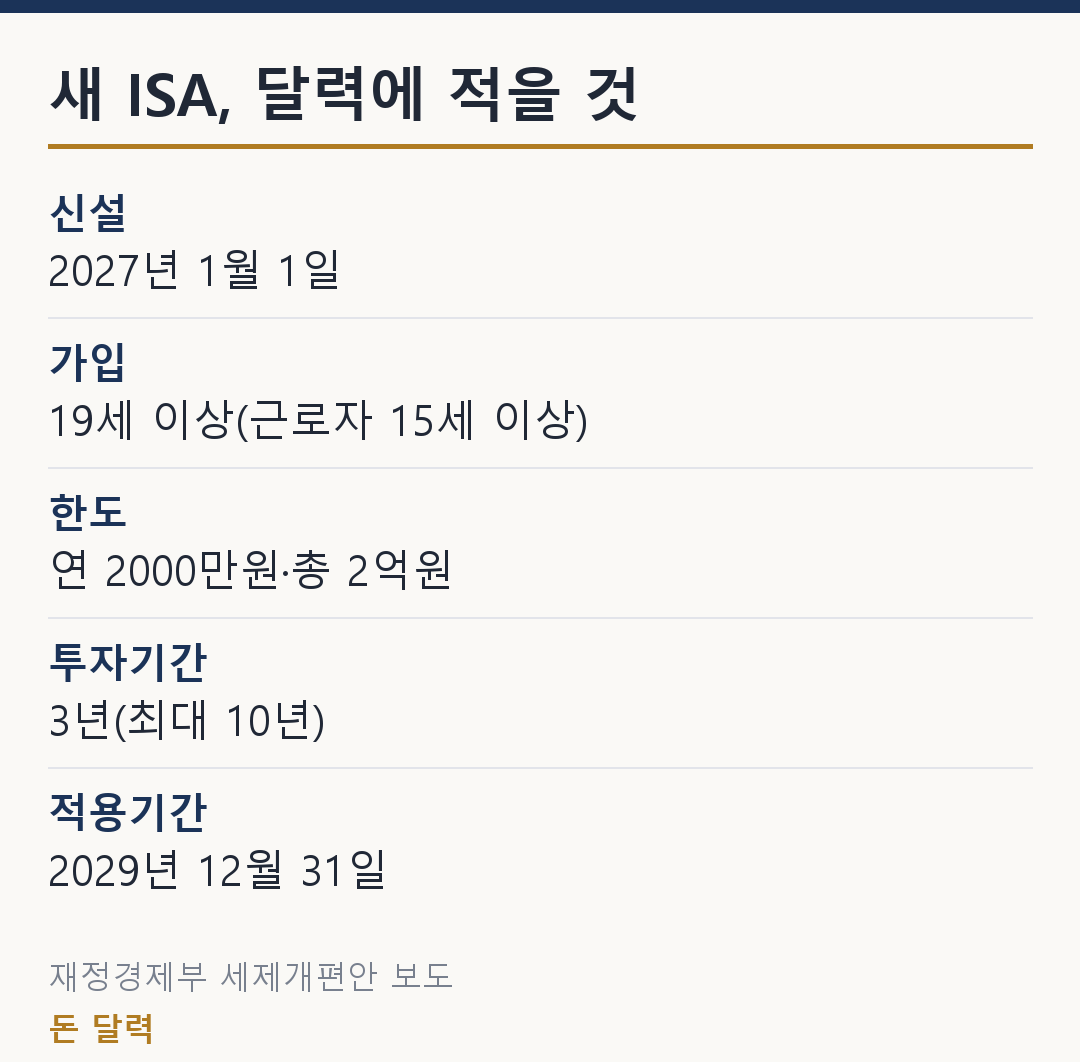 새 ISA, 달력에 적을 것
신설
2027년 1월 1일
가입
19세 이상(근로자 15세 이상)
한도
연 2000만원·총 2억원
투자기간
3년(최대 10년)
적용기간
2029년 12월 31일
재정경제부 세제개편안 보도
돈 달력